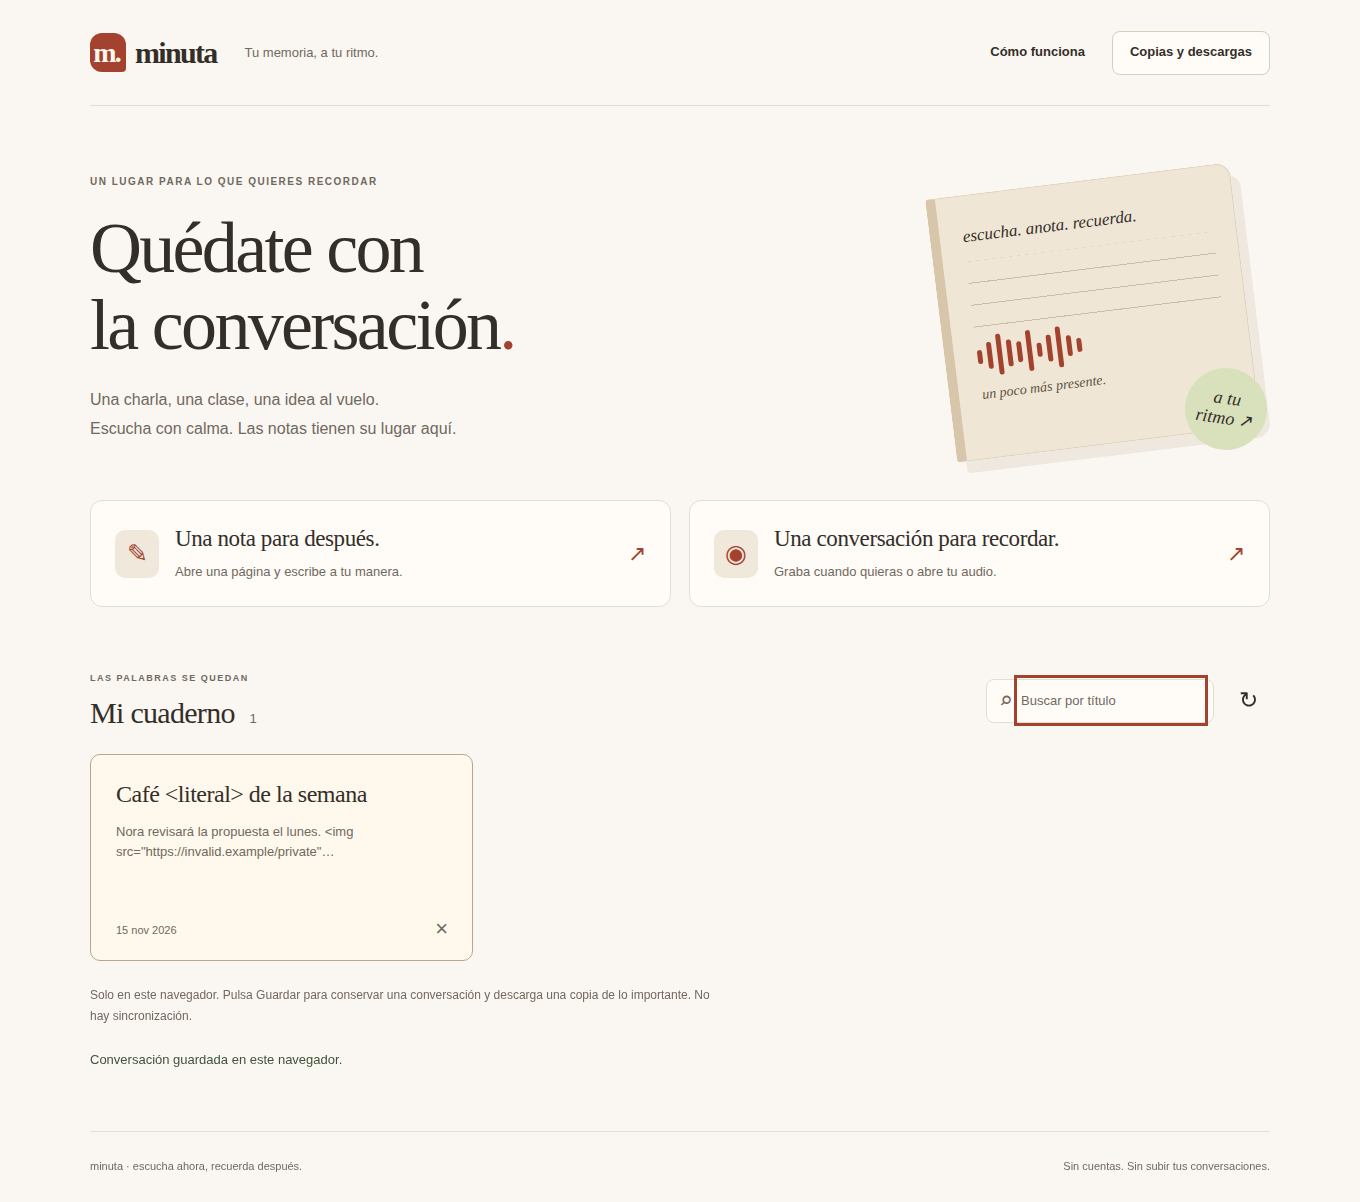 m. minuta
Tu memoria, a tu ritmo.
Cómo funciona
Copias y descargas
UN LUGAR PARA LO QUE QUIERES RECORDAR
Quédate con
la conversación.
Una charla, una clase, una idea al vuelo.
Escucha con calma. Las notas tienen su lugar aquí.
escucha. anota. recuerda.
un poco más presente.
a tu
ritmo ↗
Una nota para después.
Abre una página y escribe a tu manera.
↗
Una conversación para recordar.
Graba cuando quieras o abre tu audio.
↗
LAS PALABRAS SE QUEDAN
Mi cuaderno 1
Buscar por título
Café <literal> de la semana
Nora revisará la propuesta el lunes. <img
src="https://invalid.example/private"…
15 nov 2026
×
Solo en este navegador. Pulsa Guardar para conservar una conversación y descarga una copia de lo importante. No
hay sincronización.
Conversación guardada en este navegador.
minuta · escucha ahora, recuerda después.
Sin cuentas. Sin subir tus conversaciones.